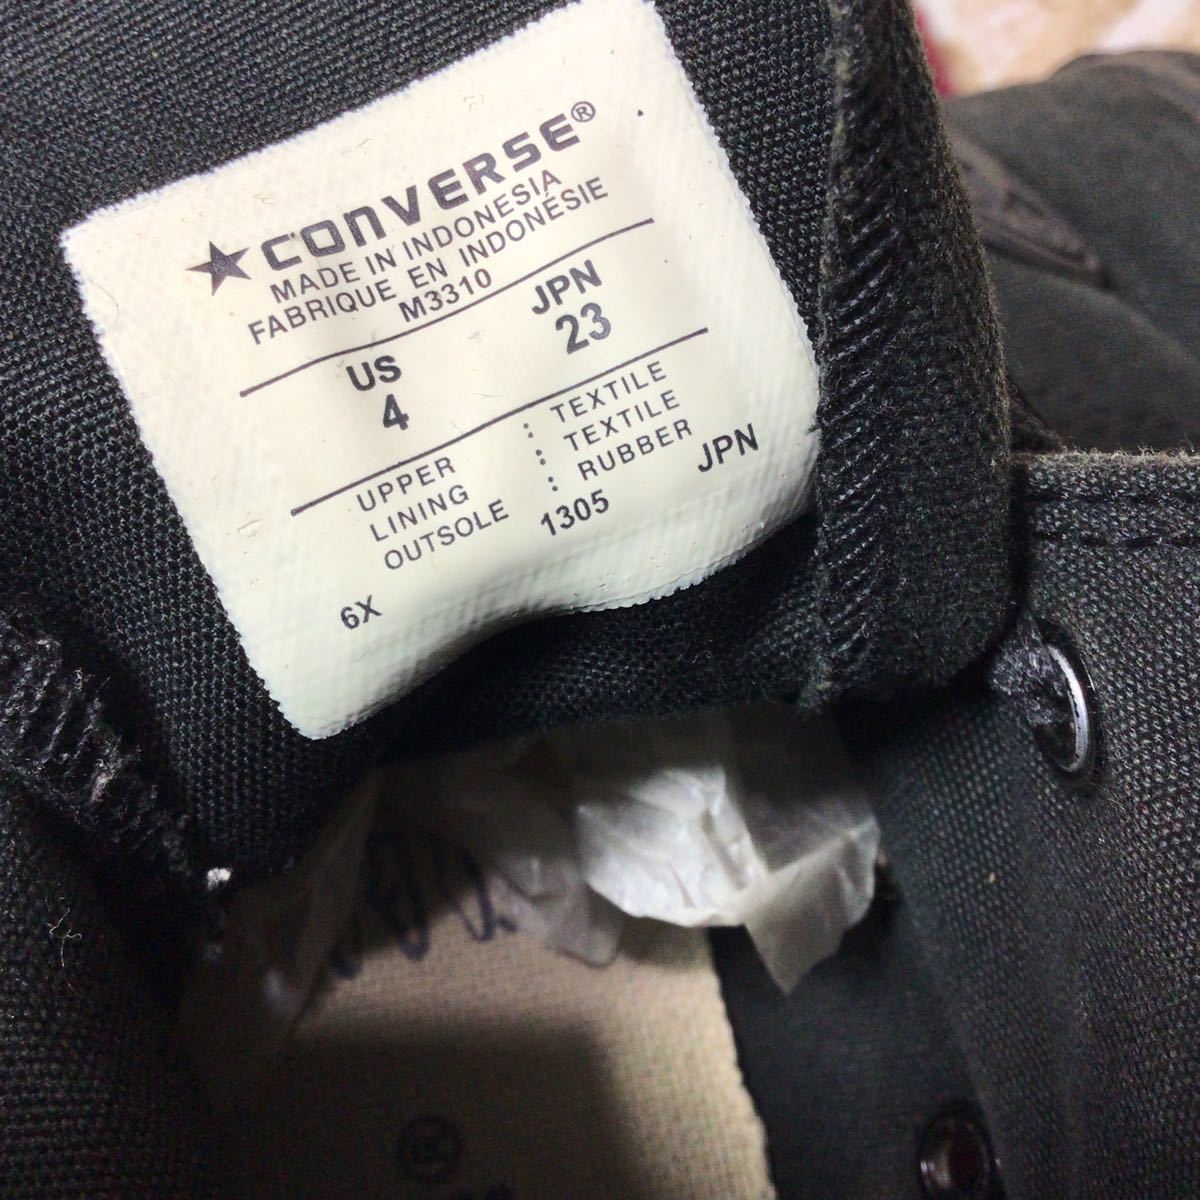 ★CONVERSE®
MADE IN INDONESIA
FABRIQUE EN INDONÉSIE
M3310
US JPN
4 23
UPPER : TEXTILE
LINING : TEXTILE
OUTSOLE : RUBBER
1305 JPN
6X
®